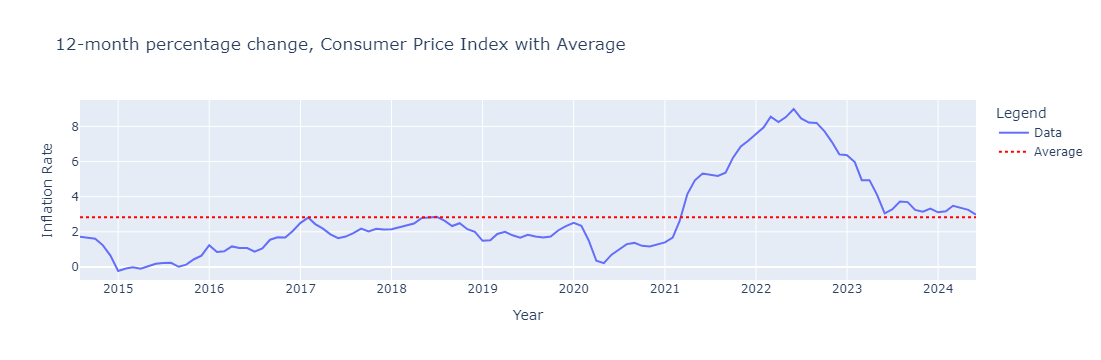 12-month percentage change, Consumer Price Index with Average
Legend
Data
Average
Inflation Rate
8
6
4
2
0
2015 2016 2017 2018 2019 2020 2021 2022 2023 2024
Year